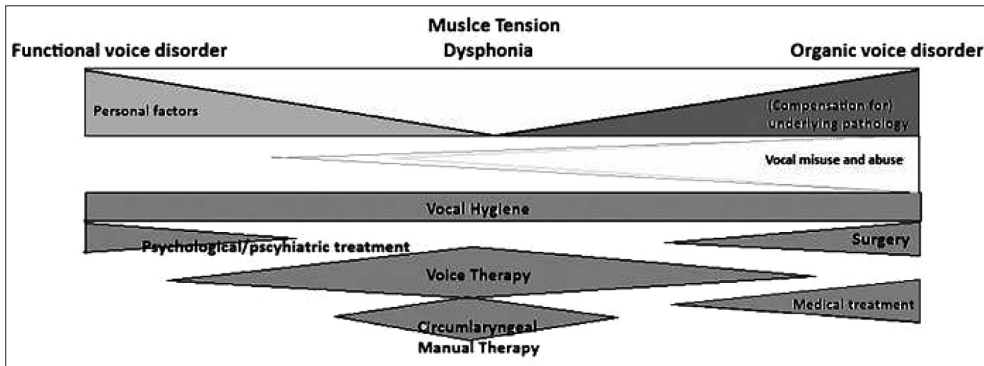 Muslce Tension
Functional voice disorder
Dysphonia
Organic voice disorder
Personal factors
(Compensation for)
underlying pathology
Vocal misuse and abuse
Vocal Hygiene
Psychological/pscyhiatric treatment
Surgery
Voice Therapy
Medical treatment
Circumlaryngeal
Manual Therapy